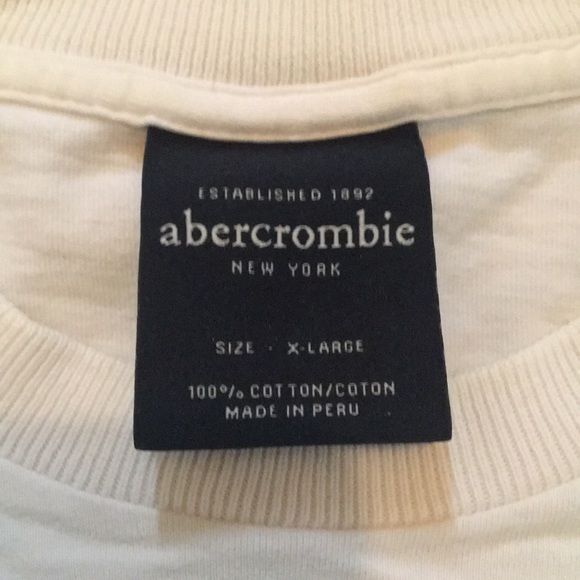 ESTABLISHED 1892
abercrombie
NEW YORK
SIZE · X-LARGE
100% COTTON/COTON
MADE IN PERU